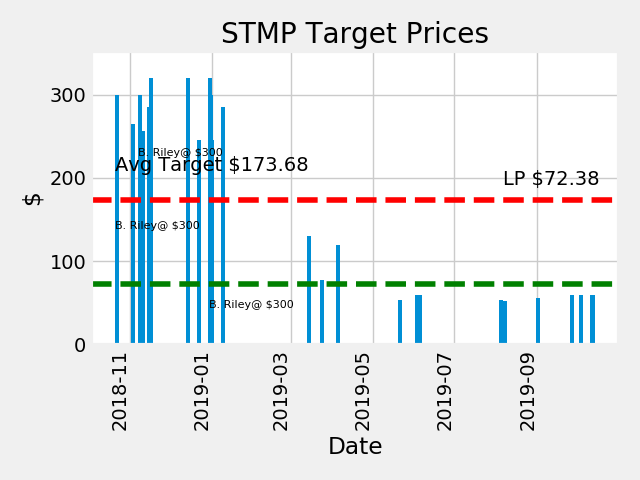 STMP Target Prices
300
B. Riley@ $300
Avg Target $173.68
LP $72.38
200
$
B. Riley@ $300
100
B. Riley@ $300
0
2018-11
2019-01
2019-03
2019-05
2019-07
2019-09
Date